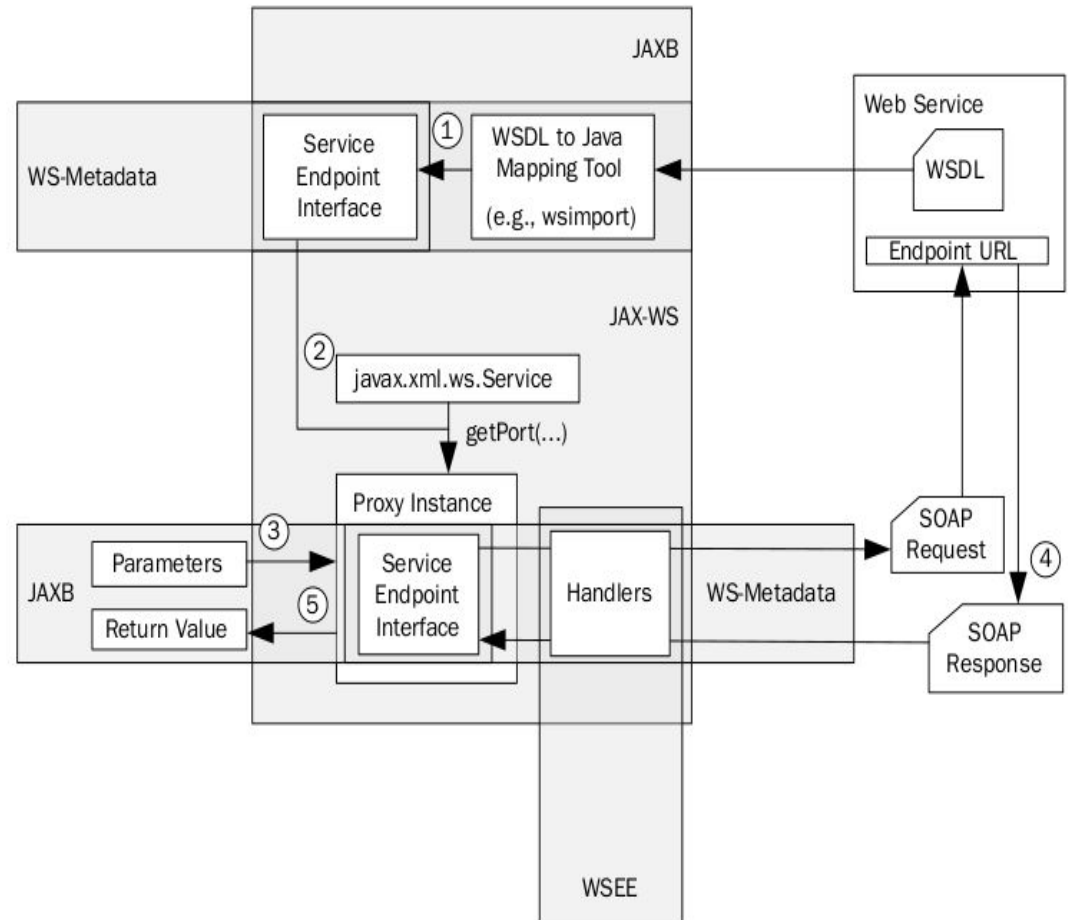 JAXB
Web Service
WS-Metadata
Service
Endpoint
Interface
1
WSDL to Java
Mapping Tool
(e.g., wsimport)
WSDL
Endpoint URL
JAX-WS
2
javax.xml.ws.Service
getPort(...)
Proxy Instance
3
JAXB
Parameters
Return Value
5
Service
Endpoint
Interface
Handlers
WS-Metadata
SOAP
Request
4
SOAP
Response
WSEE